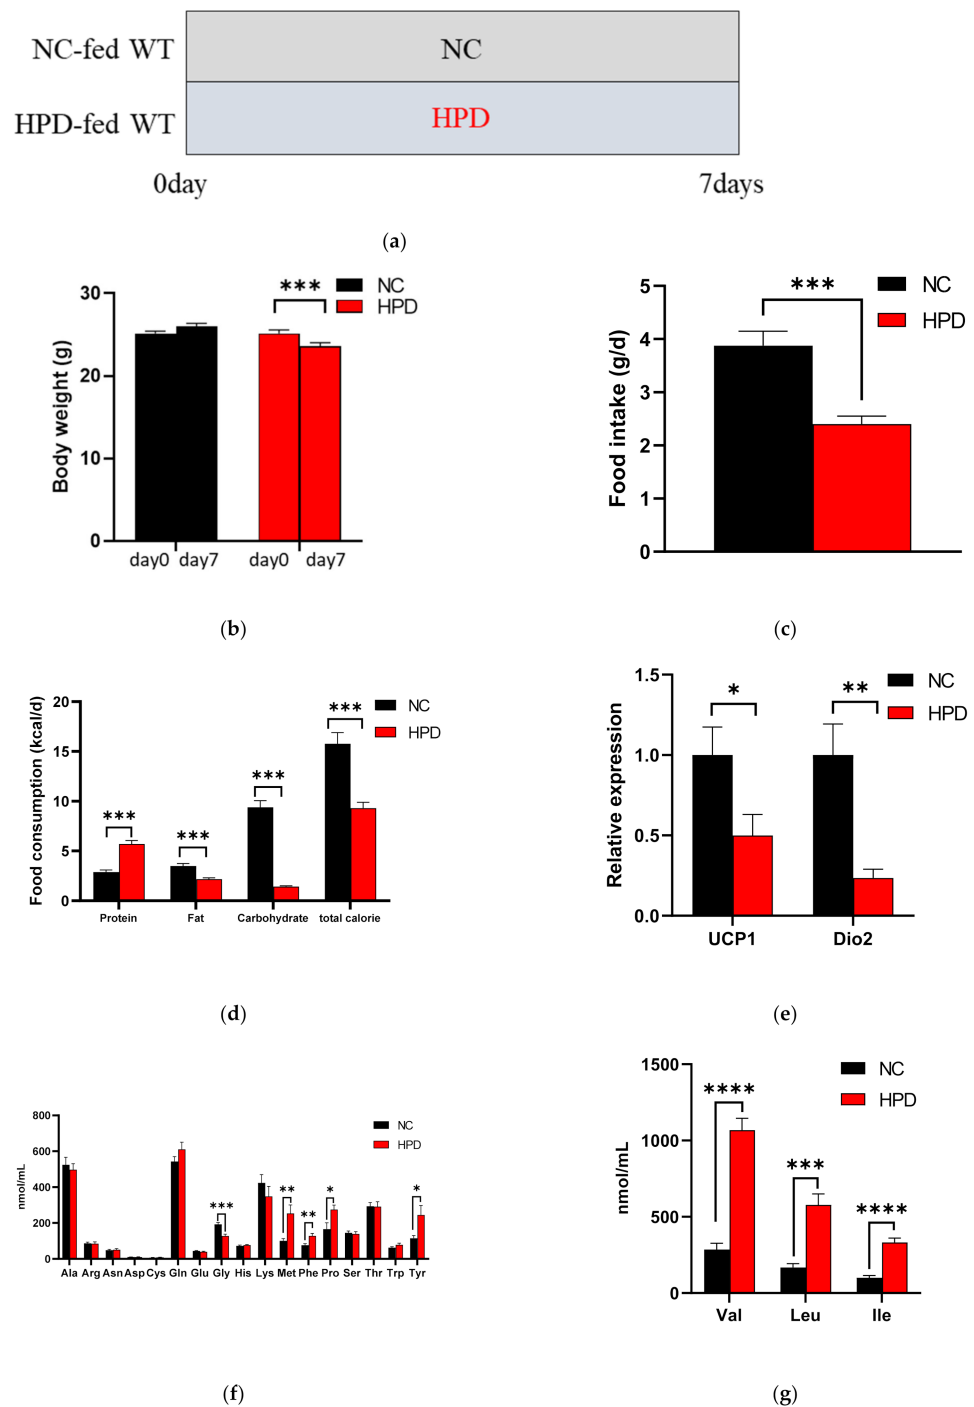 NC-fed WT
NC
HPD-fed WT
HPD
0day
7days
(a)
***
NC
HPD
Body weight (g)
30
20
10
0
day0 day7
day0 day7
(b)
***
NC
HPD
Food intake (g/d)
5
4
3
2
1
0
(c)
NC
HPD
Food consumption (kcal/d)
20
15
10
5
0
***
***
***
***
Protein
Fat
Carbohydrate
total calorie
(d)
NC
HPD
Relative expression
1.5
1.0
0.5
0.0
*
**
UCP1
Dio2
(e)
NC
HPD
nmol/mL
800
600
400
200
0
***
**
**
*
*
Ala Arg Asn Asp Cys Gln Glu Gly His Lys Met Phe Pro Ser Thr Trp Tyr
(f)
NC
HPD
nmol/mL
1500
1000
500
0
****
***
****
Val
Leu
Ile
(g)